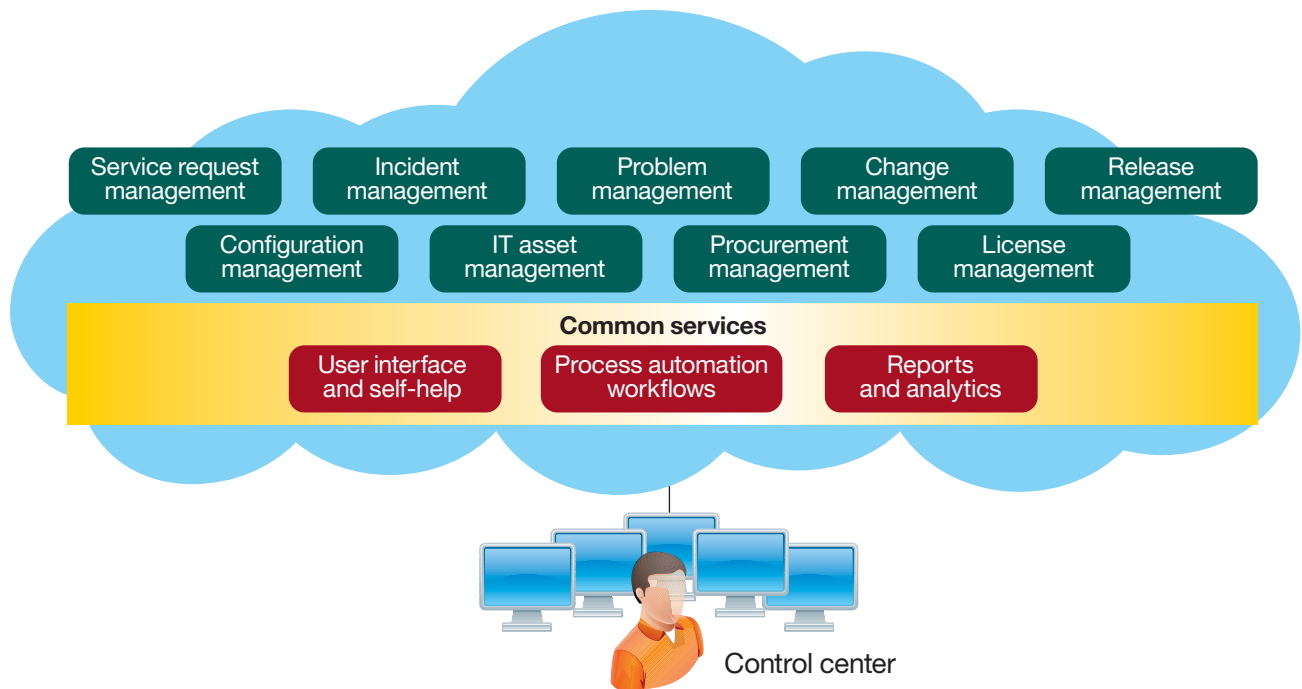 Service request
management
Incident
management
Problem
management
Change
management
Release
management
Configuration
management
IT asset
management
Procurement
management
License
management
Common services
User interface
and self-help
Process automation
workflows
Reports
and analytics
Control center